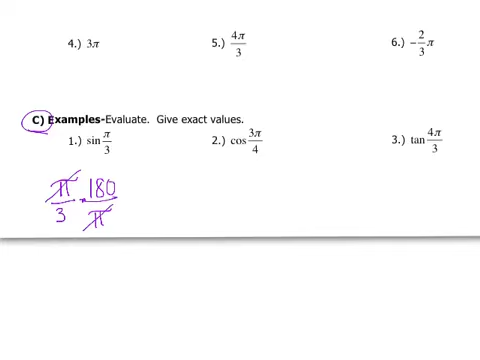 4.) 3π 5.) 4π/3 6.) -2/3 π
C) Examples-Evaluate. Give exact values.
1.) sin π/3 2.) cos 3π/4 3.) tan 4π/3
π/3 · 180/π